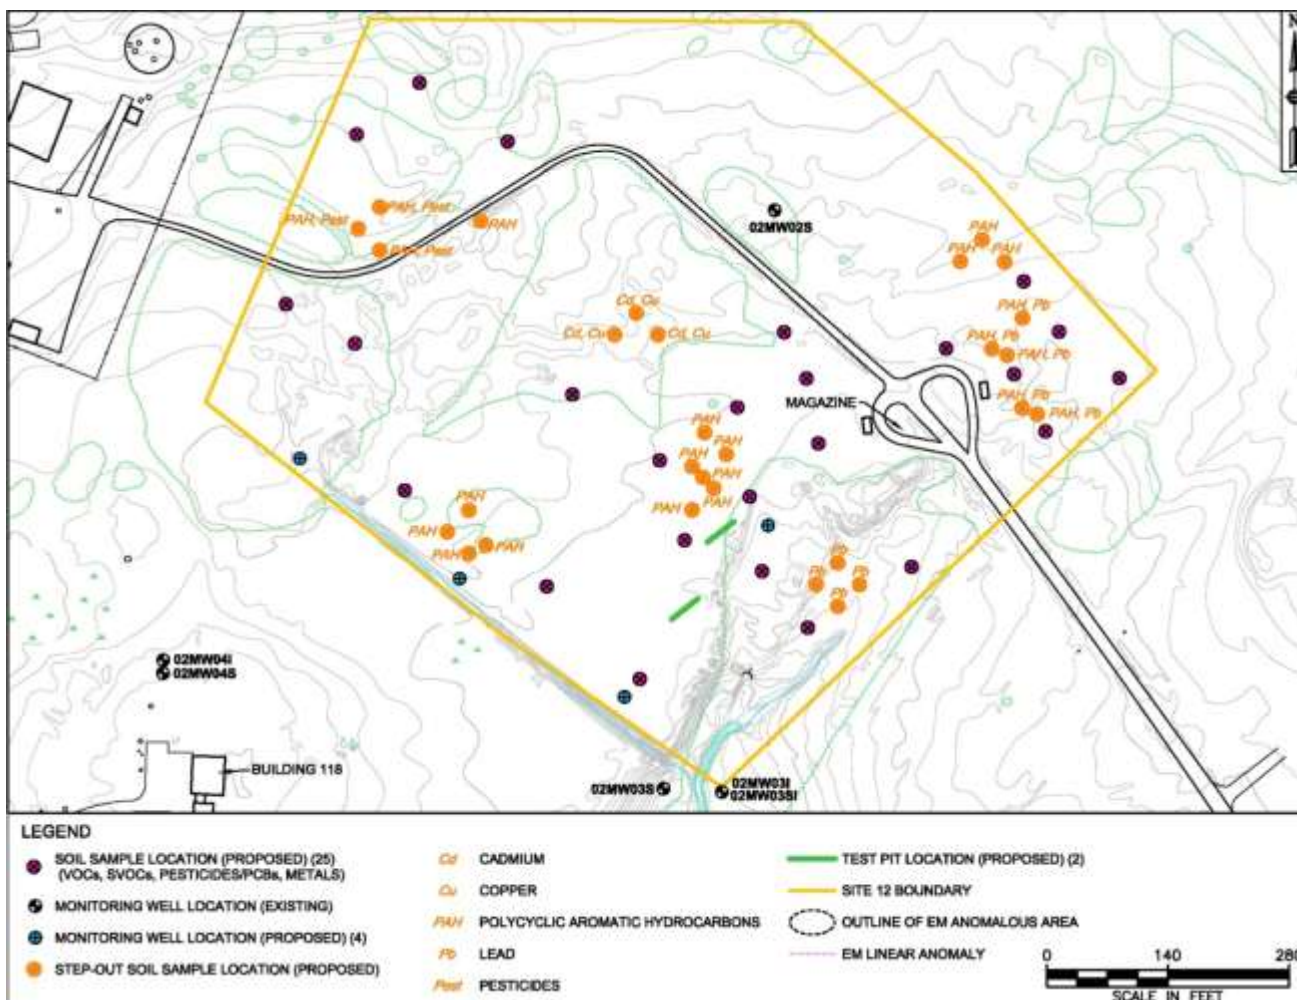 N
PAH, Pest
PAH, Pest
PAH
PAH, Pest
02MW02S
PAH
PAH PAH
Cd, Cu
Cd, Cu Cd, Cu
PAH, Pb
PAH, Pb
PAH, Pb
MAGAZINE
PAH, Pb
PAH, Pb
PAH
PAH
PAH
PAH
PAH
PAH
PAH
PAH
PAH
PAH
Pb
Pb Pb
Pb
02MW04I
02MW04S
BUILDING 118
02MW03S
02MW03I
02MW03SI
LEGEND
SOIL SAMPLE LOCATION (PROPOSED) (25)
(VOCs, SVOCs, PESTICIDES/PCBs, METALS)
MONITORING WELL LOCATION (EXISTING)
MONITORING WELL LOCATION (PROPOSED) (4)
STEP-OUT SOIL SAMPLE LOCATION (PROPOSED)
Cd CADMIUM
Cu COPPER
PAH POLYCYCLIC AROMATIC HYDROCARBONS
Pb LEAD
Pest PESTICIDES
TEST PIT LOCATION (PROPOSED) (2)
SITE 12 BOUNDARY
OUTLINE OF EM ANOMALOUS AREA
EM LINEAR ANOMALY
0 140 280
SCALE IN FEET